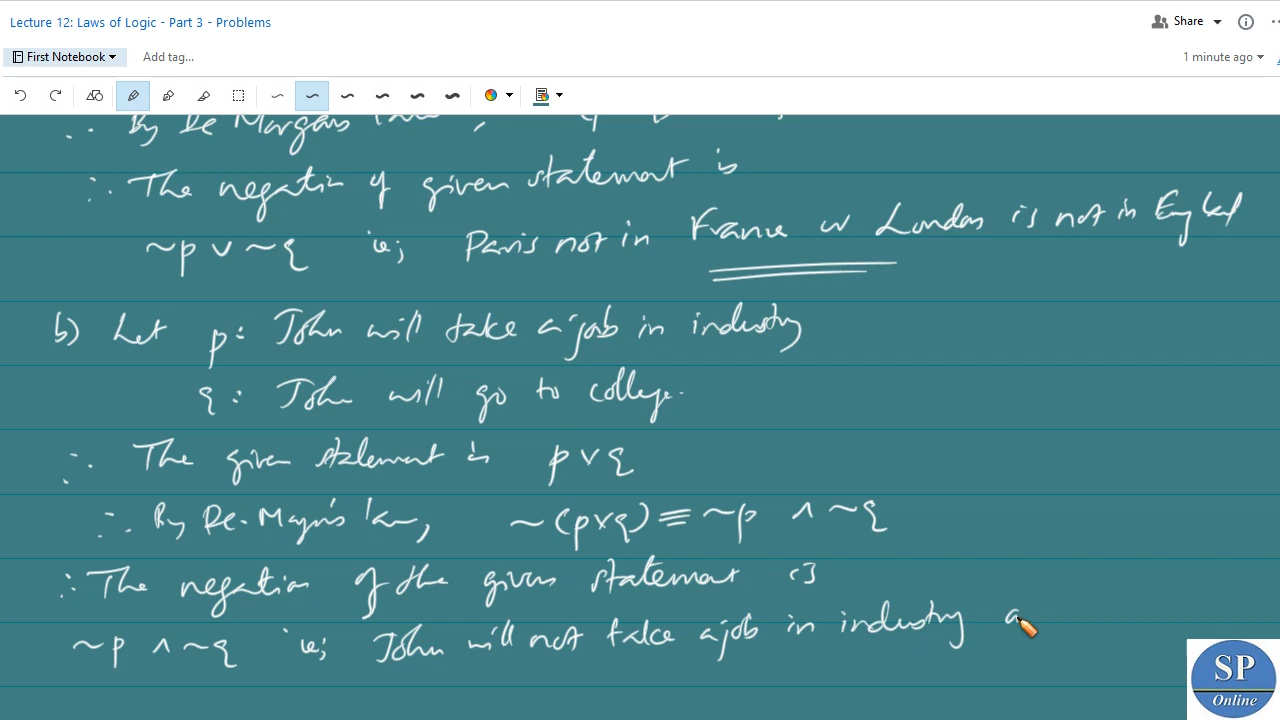 Lecture 12: Laws of Logic - Part 3 - Problems
Share
First Notebook
Add tag...
1 minute ago
∴ By De Morgans
∴ The negation of given statement is
~p ∨ ~q ie; Paris not in France or London is not in England
b) Let p: John will take a job in industry
q: John will go to college.
∴ The given statement is p ∨ q
∴ By De-Morgan's law, ~(p∨q) ≡ ~p ∧ ~q
∴ The negation of the given statement is
~p ∧ ~q ie; John will not take a job in industry a
SP
Online